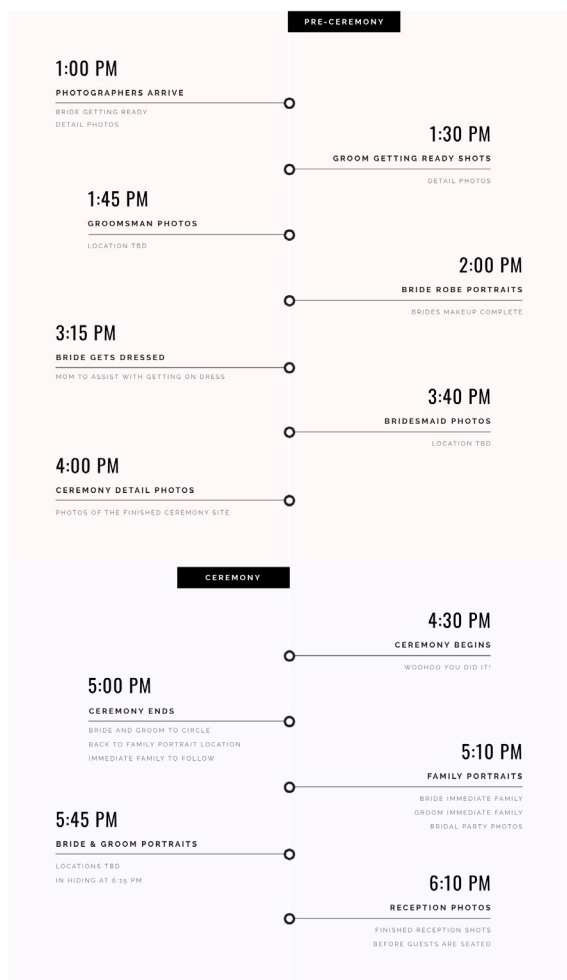 PRE-CEREMONY
1:00 PM
PHOTOGRAPHERS ARRIVE
BRIDE GETTING READY
DETAIL PHOTOS
1:30 PM
GROOM GETTING READY SHOTS
DETAIL PHOTOS
1:45 PM
GROOMSMAN PHOTOS
LOCATION TBD
2:00 PM
BRIDE ROBE PORTRAITS
BRIDES MAKEUP COMPLETE
3:15 PM
BRIDE GETS DRESSED
MOM TO ASSIST WITH GETTING ON DRESS
3:40 PM
BRIDESMAID PHOTOS
LOCATION TBD
4:00 PM
CEREMONY DETAIL PHOTOS
PHOTOS OF THE FINISHED CEREMONY SITE
CEREMONY
4:30 PM
CEREMONY BEGINS
WOOHOO YOU DID IT!
5:00 PM
CEREMONY ENDS
BRIDE AND GROOM TO CIRCLE
BACK TO FAMILY PORTRAIT LOCATION
IMMEDIATE FAMILY TO FOLLOW
5:10 PM
FAMILY PORTRAITS
BRIDE IMMEDIATE FAMILY
GROOM IMMEDIATE FAMILY
BRIDAL PARTY PHOTOS
5:45 PM
BRIDE & GROOM PORTRAITS
LOCATIONS TBD
IN HIDING AT 6:15 PM
6:10 PM
RECEPTION PHOTOS
FINISHED RECEPTION SHOTS
BEFORE GUESTS ARE SEATED